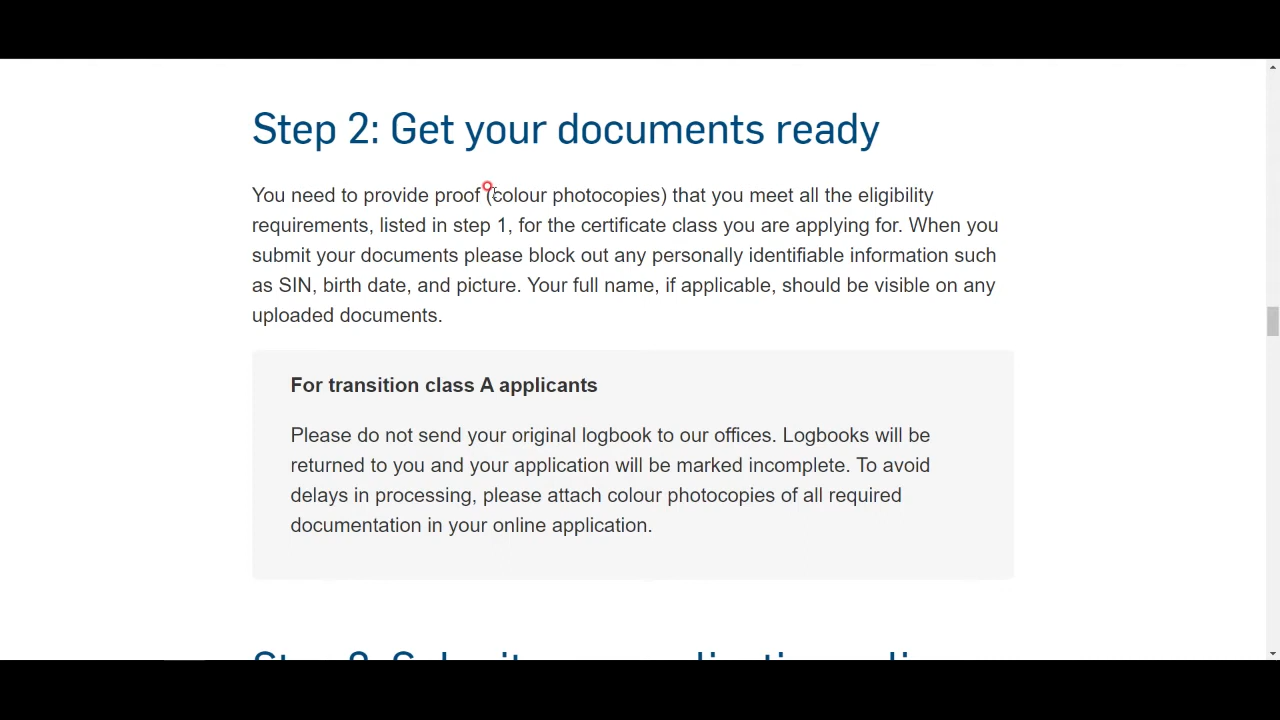 Step 2: Get your documents ready
You need to provide proof (colour photocopies) that you meet all the eligibility
requirements, listed in step 1, for the certificate class you are applying for. When you
submit your documents please block out any personally identifiable information such
as SIN, birth date, and picture. Your full name, if applicable, should be visible on any
uploaded documents.
For transition class A applicants
Please do not send your original logbook to our offices. Logbooks will be
returned to you and your application will be marked incomplete. To avoid
delays in processing, please attach colour photocopies of all required
documentation in your online application.